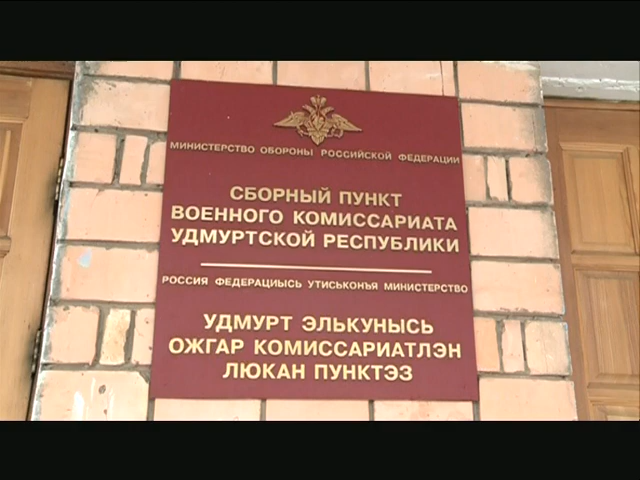 МИНИСТЕРСТВО ОБОРОНЫ РОССИЙСКОЙ ФЕДЕРАЦИИ
СБОРНЫЙ ПУНКТ
ВОЕННОГО КОМИССАРИАТА
УДМУРТСКОЙ РЕСПУБЛИКИ
РОССИЯ ФЕДЕРАЦИЫСЬ УТИСЬКОНЪЯ МИНИСТЕРСТВО
УДМУРТ ЭЛЬКУНЫСЬ
ОЖГАР КОМИССАРИАТЛЭН
ЛЮКАН ПУНКТЭЗ